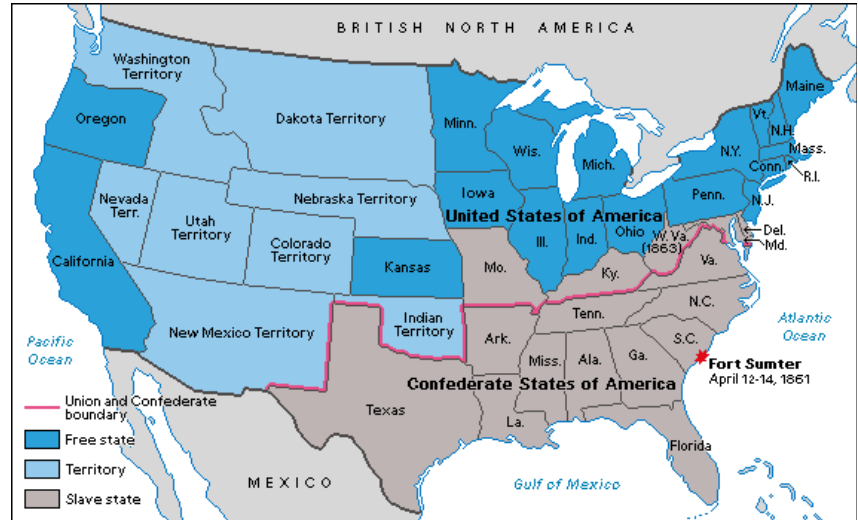 BRITISH NORTH AMERICA
Washington
Territory
Oregon
Dakota Territory
Minn.
Wis.
Mich.
Maine
Vt.
N.H.
N.Y.
Mass.
Conn.
R.I.
Nevada
Terr.
Utah
Territory
Nebraska Territory
Iowa
Penn.
N.J.
United States of America
Colorado
Territory
California
Kansas
Mo.
Ill.
Ind.
Ohio
W. Va.
(1863)
Del.
Md.
Ky.
Va.
New Mexico Territory
Indian
Territory
Tenn.
N.C.
Ark.
S.C.
Pacific
Ocean
Atlantic
Ocean
Miss.
Ala.
Ga.
Fort Sumter
April 12-14, 1861
Confederate States of America
Texas
La.
Florida
MEXICO
Gulf of Mexico
Union and Confederate
boundary
Free state
Territory
Slave state